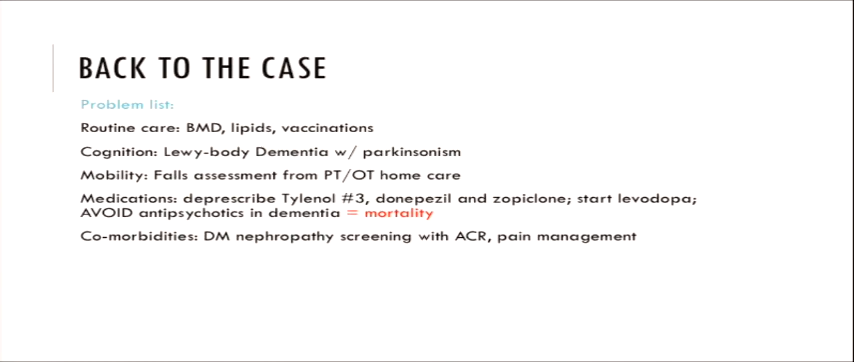 BACK TO THE CASE
Problem list:
Routine care: BMD, lipids, vaccinations
Cognition: Lewy-body Dementia w/ parkinsonism
Mobility: Falls assessment from PT/OT home care
Medications: deprescribe Tylenol #3, donepezil and zopiclone; start levodopa;
AVOID antipsychotics in dementia = mortality
Co-morbidities: DM nephropathy screening with ACR, pain management